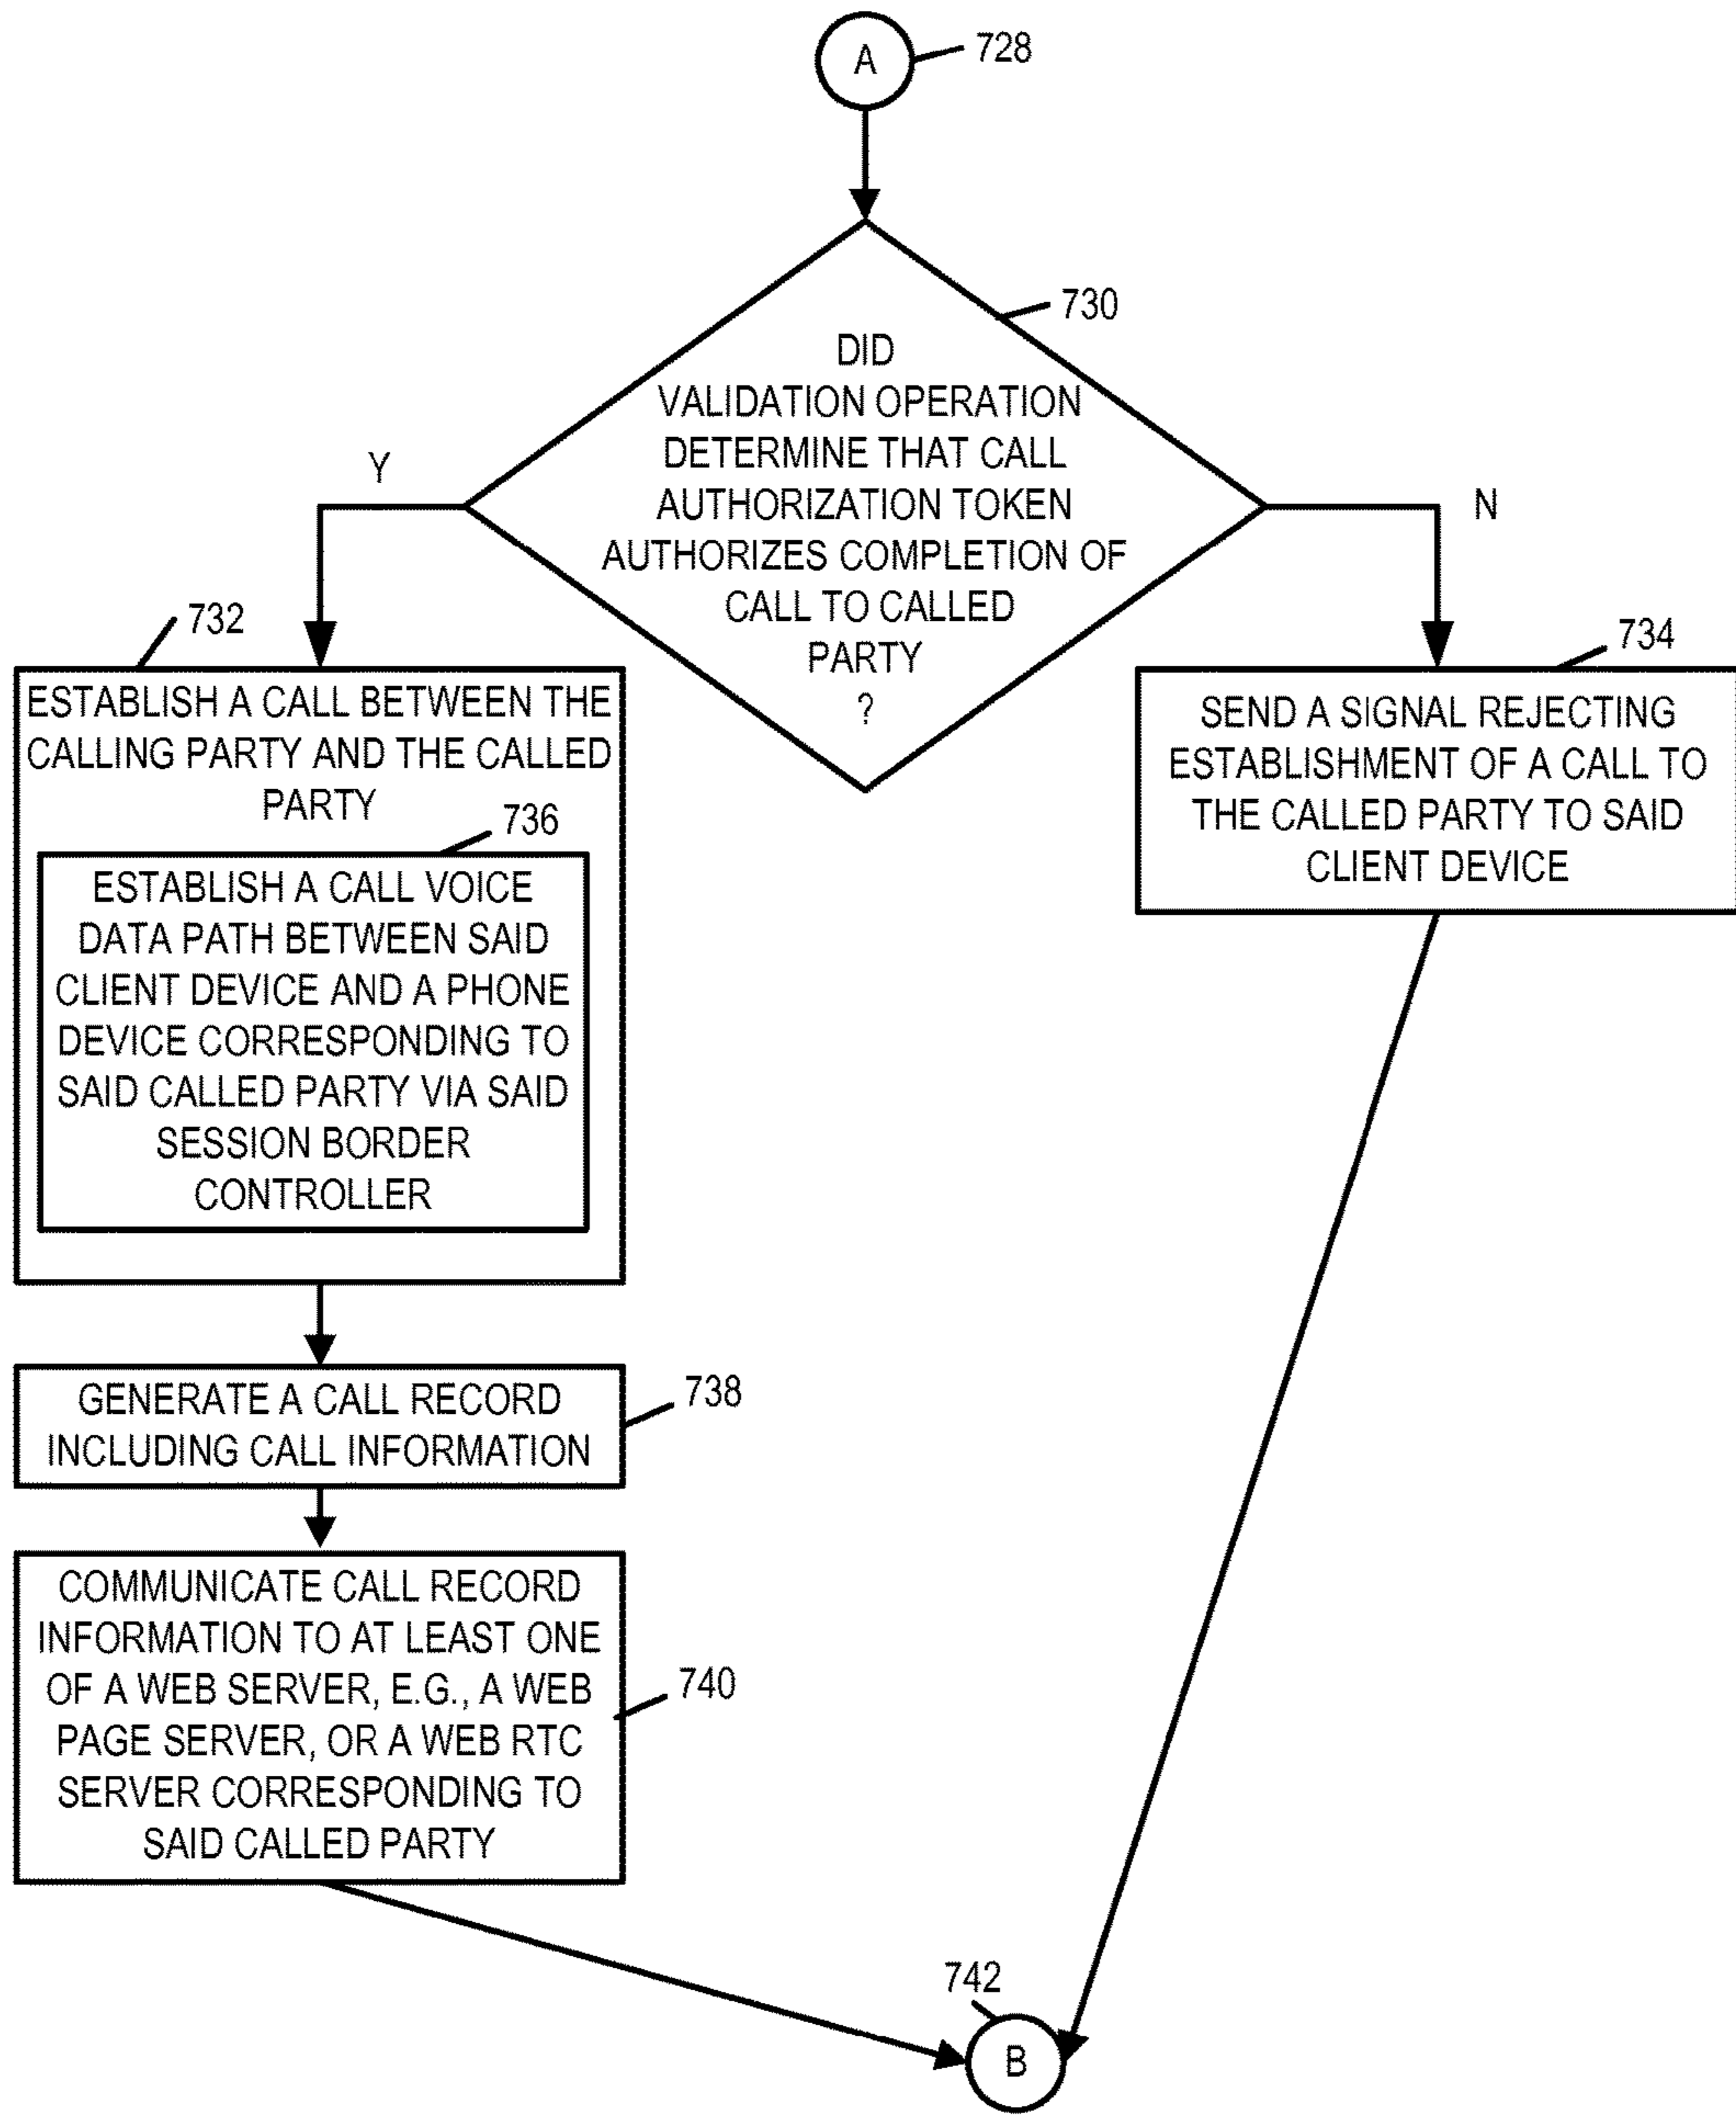 A
728
730
DID
VALIDATION OPERATION
DETERMINE THAT CALL
AUTHORIZATION TOKEN
AUTHORIZES COMPLETION OF
CALL TO CALLED
PARTY
?
Y
N
732
ESTABLISH A CALL BETWEEN THE
CALLING PARTY AND THE CALLED
PARTY
736
ESTABLISH A CALL VOICE
DATA PATH BETWEEN SAID
CLIENT DEVICE AND A PHONE
DEVICE CORRESPONDING TO
SAID CALLED PARTY VIA SAID
SESSION BORDER
CONTROLLER
734
SEND A SIGNAL REJECTING
ESTABLISHMENT OF A CALL TO
THE CALLED PARTY TO SAID
CLIENT DEVICE
GENERATE A CALL RECORD
INCLUDING CALL INFORMATION
738
COMMUNICATE CALL RECORD
INFORMATION TO AT LEAST ONE
OF A WEB SERVER, E.G., A WEB
PAGE SERVER, OR A WEB RTC
SERVER CORRESPONDING TO
SAID CALLED PARTY
740
742
B